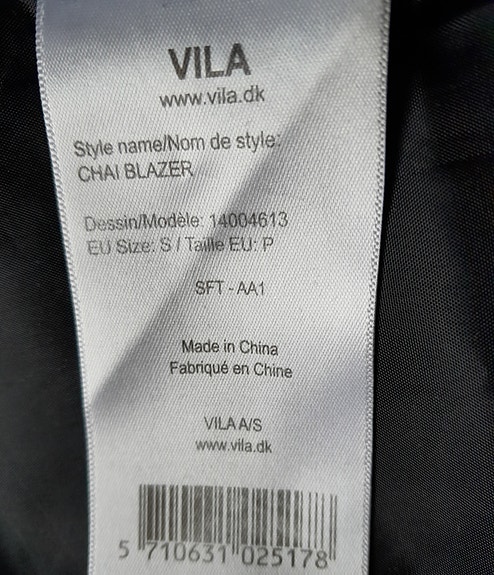 VILA
www.vila.dk
Style name/Nom de style:
CHAI BLAZER
Dessin/Modèle: 14004613
EU Size: S / Taille EU: P
SFT - AA1
Made in China
Fabriqué en Chine
VILA A/S
www.vila.dk
5 710631 025178